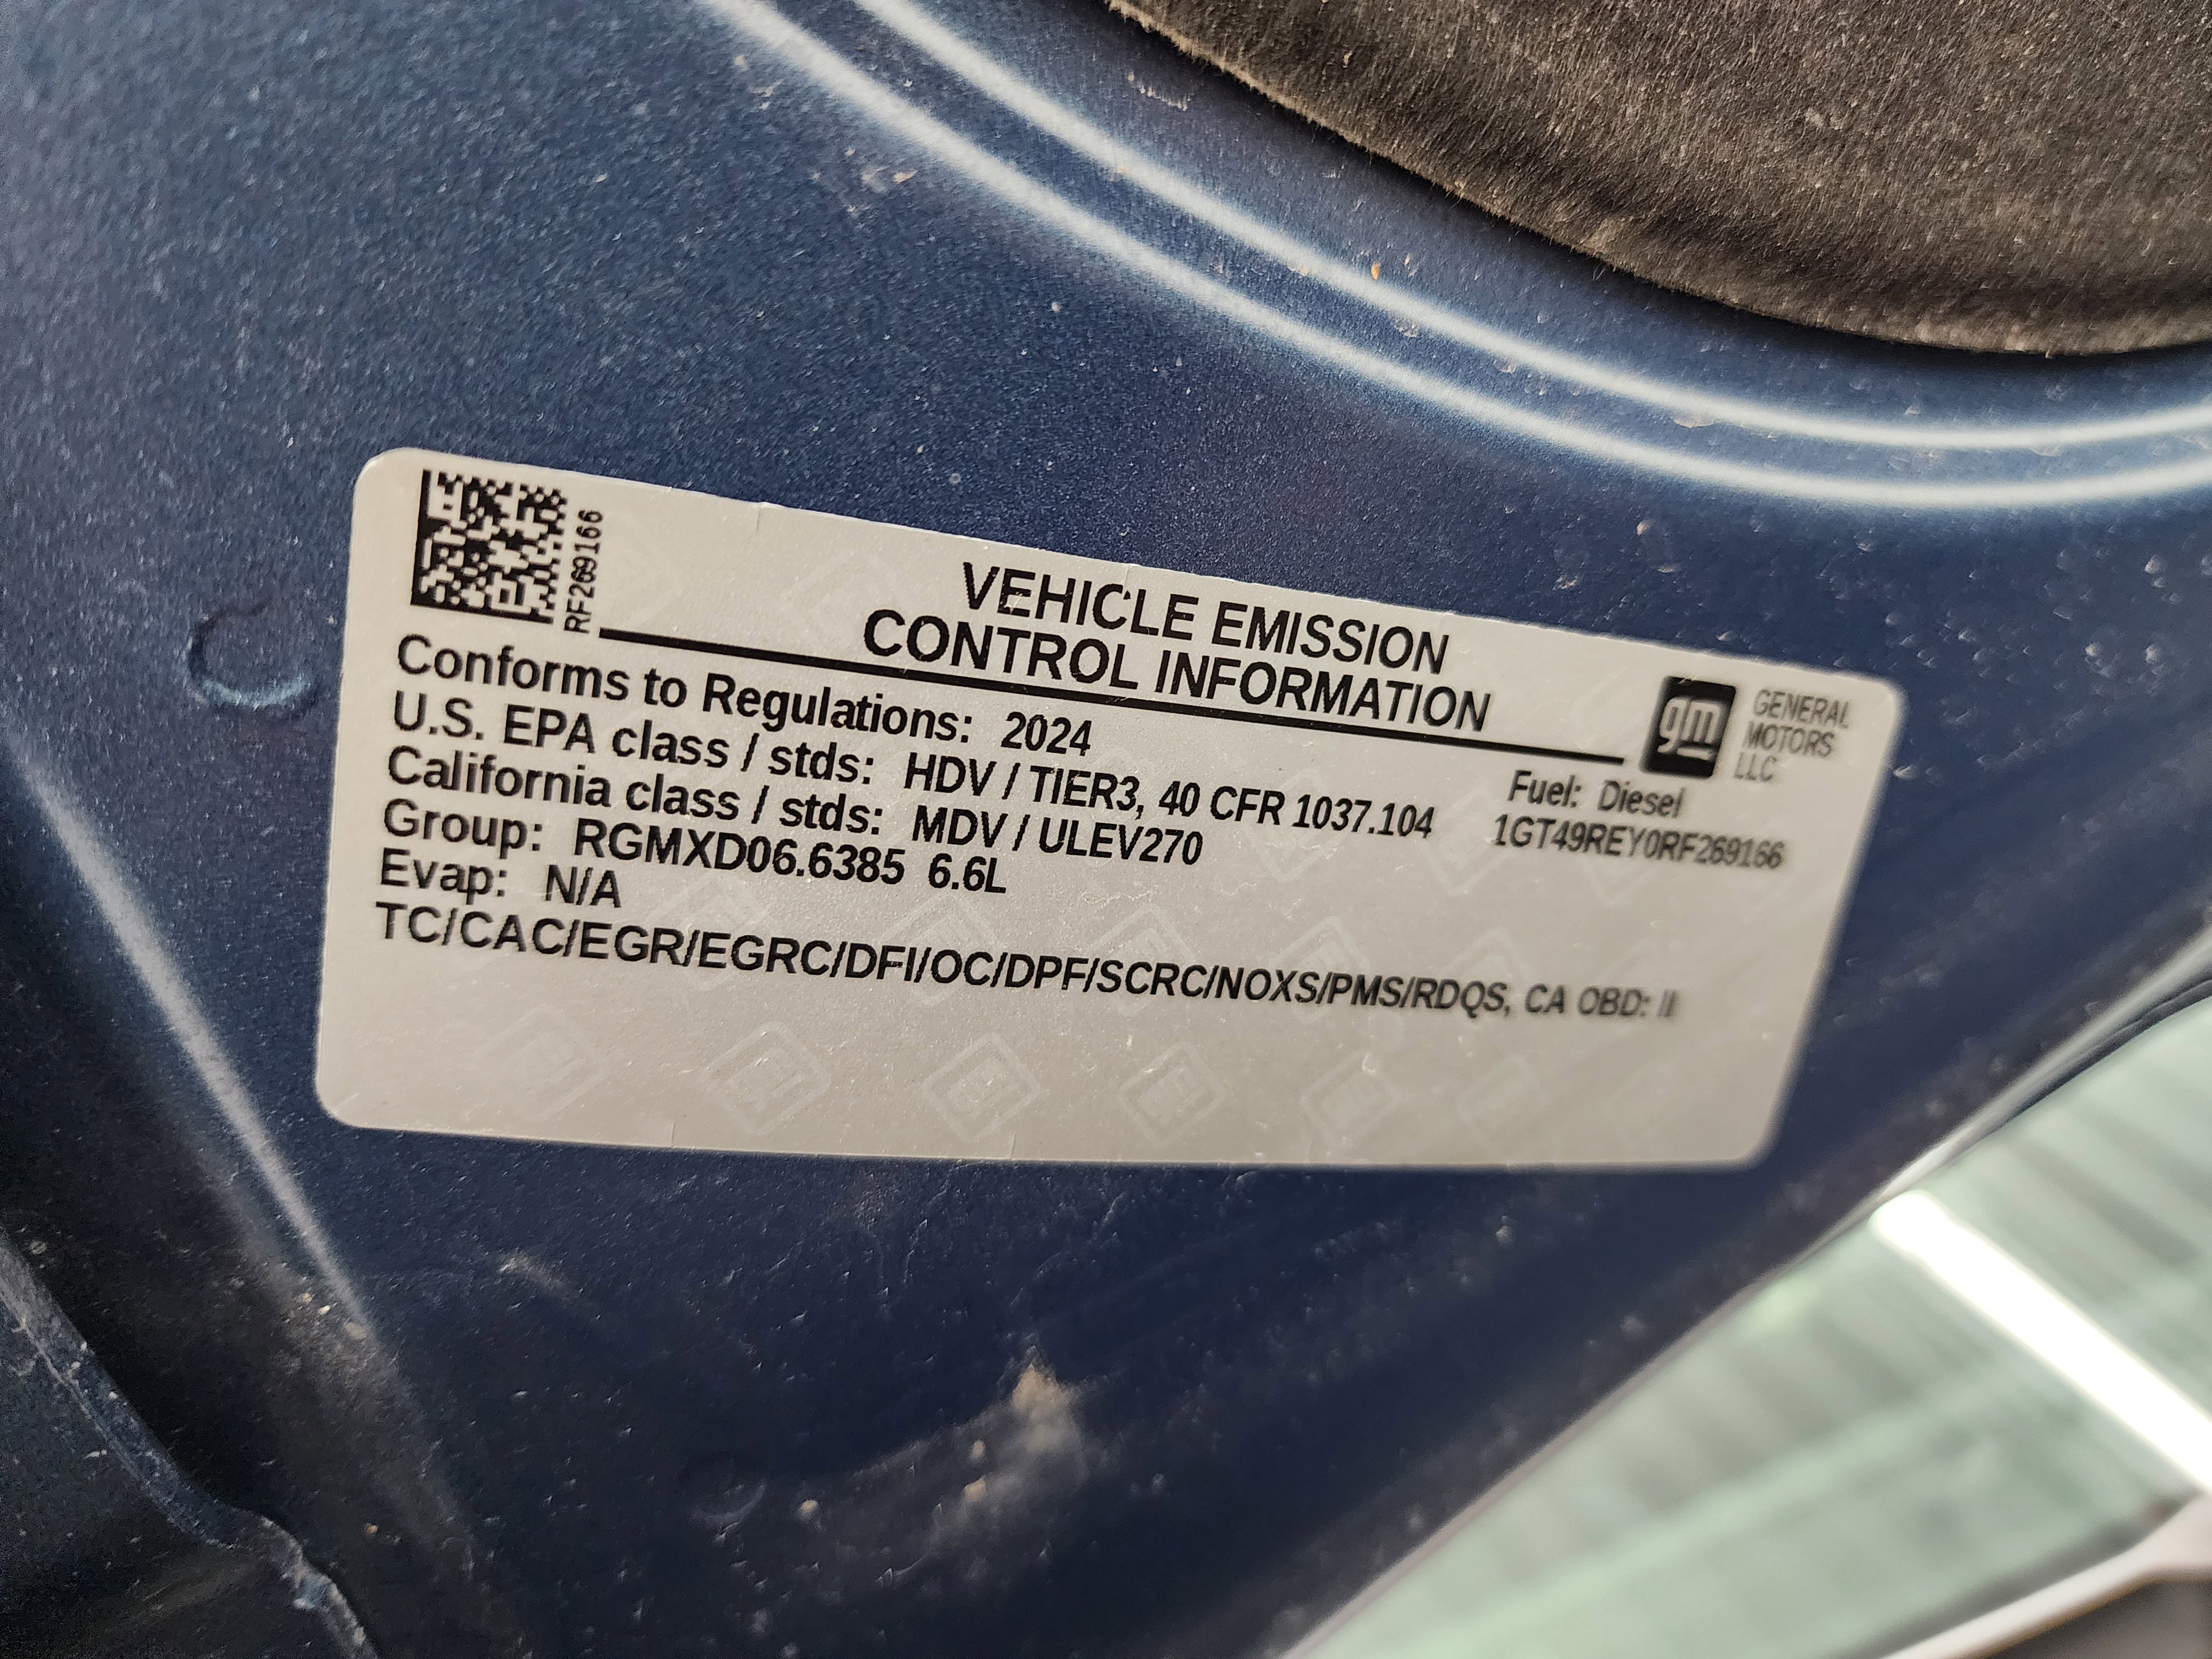 RF269166
VEHICLE EMISSION
CONTROL INFORMATION
gm
GENERAL
MOTORS
LLC
Conforms to Regulations: 2024
U.S. EPA class / stds: HDV / TIER3, 40 CFR 1037.104
Fuel: Diesel
California class / stds: MDV / ULEV270
1GT49REY0RF269166
Group: RGMXD06.6385 6.6L
Evap: N/A
TC/CAC/EGR/EGRC/DFI/OC/DPF/SCRC/NOXS/PMS/RDQS, CA OBD: II